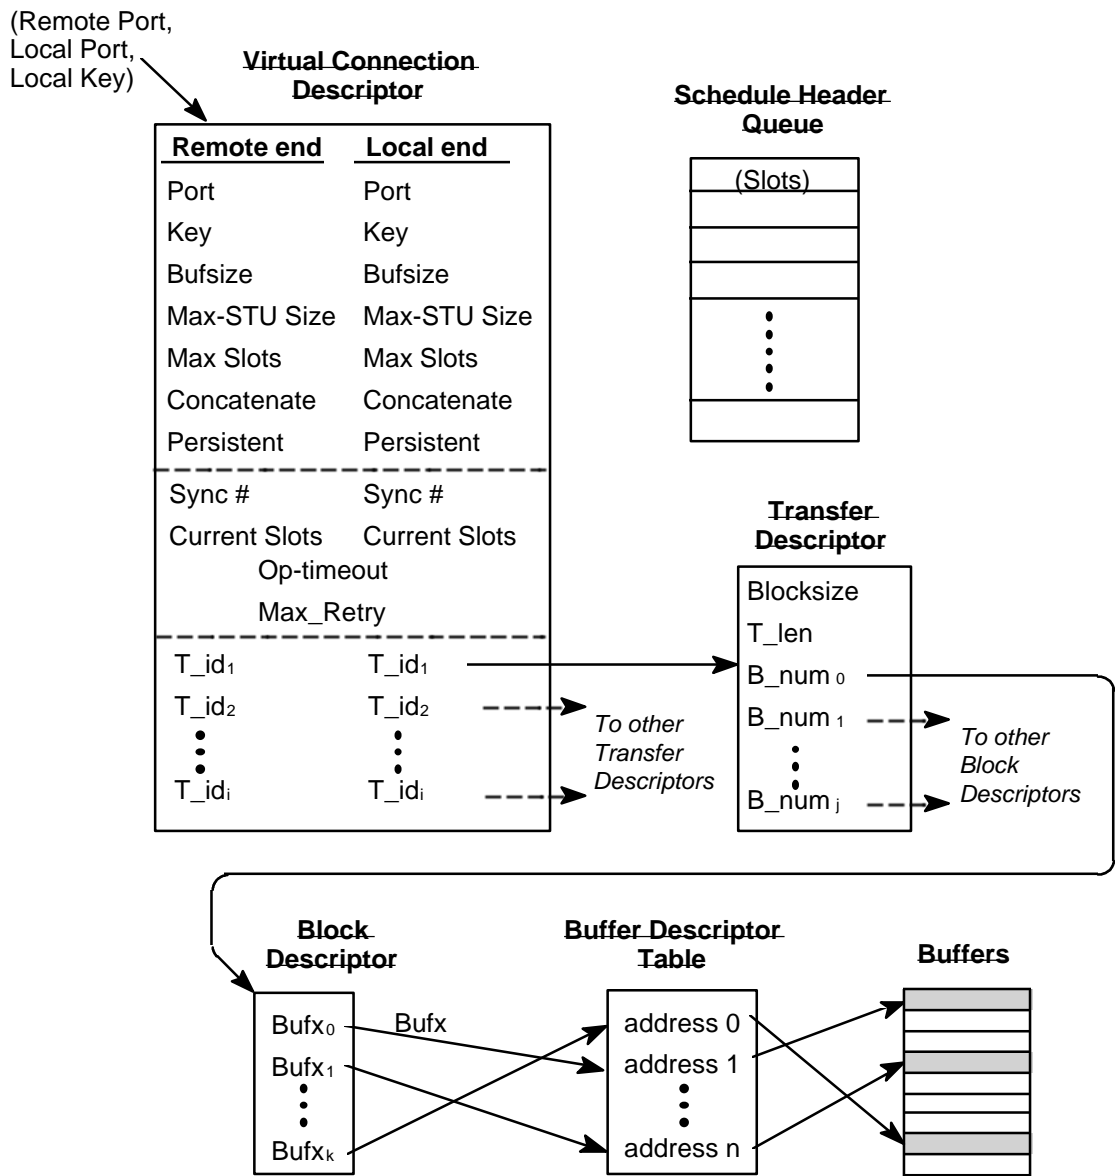 (Remote Port,
Local Port,
Local Key)
Virtual Connection
Descriptor
Remote end Local end
Port Port
Key Key
Bufsize Bufsize
Max-STU Size Max-STU Size
Max Slots Max Slots
Concatenate Concatenate
Persistent Persistent
Sync # Sync #
Current Slots Current Slots
Op-timeout
Max_Retry
T_id₁ T_id₁
T_id₂ T_id₂
T_idᵢ T_idᵢ
To other
Transfer
Descriptors
Schedule Header
Queue
(Slots)
Transfer
Descriptor
Blocksize
T_len
B_num ₀
B_num ₁
B_num ⱼ
To other
Block
Descriptors
Block
Descriptor
Bufx₀
Bufx₁
Bufxₖ
Bufx
Buffer Descriptor
Table
address 0
address 1
address n
Buffers